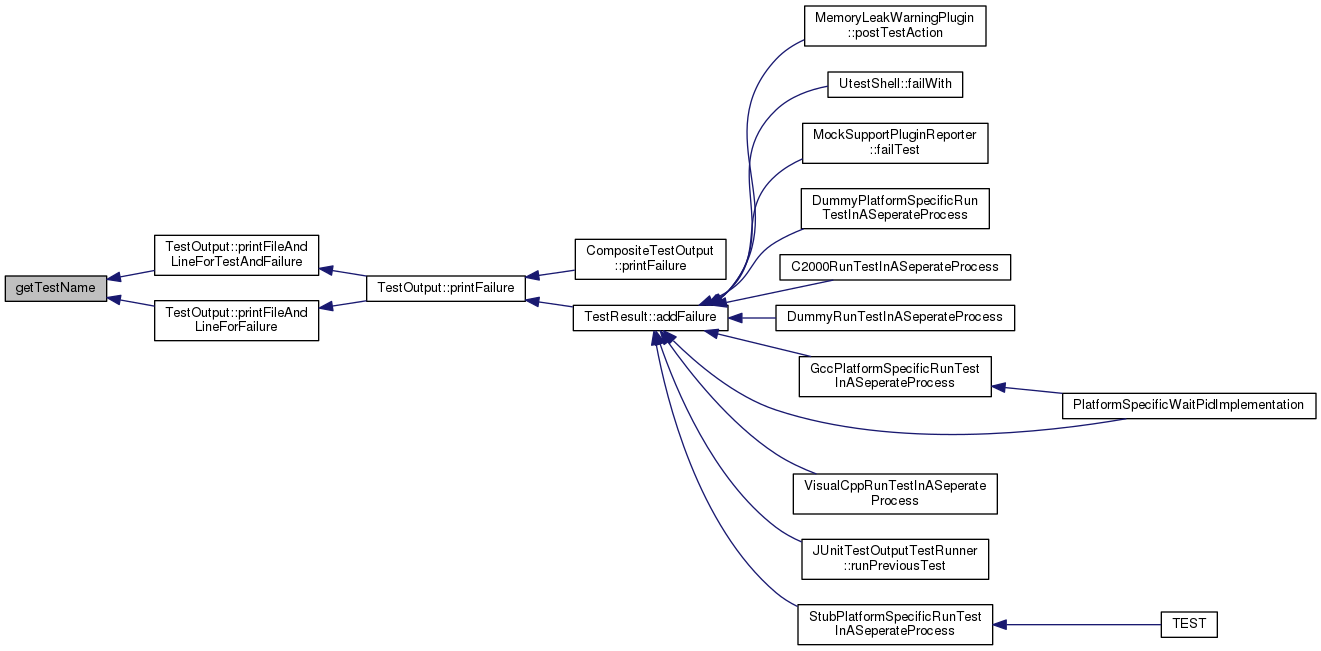 getTestName
TestOutput::printFileAnd
LineForTestAndFailure
TestOutput::printFileAnd
LineForFailure
TestOutput::printFailure
CompositeTestOutput
::printFailure
TestResult::addFailure
MemoryLeakWarningPlugin
::postTestAction
UtestShell::failWith
MockSupportPluginReporter
::failTest
DummyPlatformSpecificRun
TestInASeperateProcess
C2000RunTestInASeperateProcess
DummyRunTestInASeperateProcess
GccPlatformSpecificRunTest
InASeperateProcess
PlatformSpecificWaitPidImplementation
VisualCppRunTestInASeperate
Process
JUnitTestOutputTestRunner
::runPreviousTest
StubPlatformSpecificRunTest
InASeperateProcess
TEST